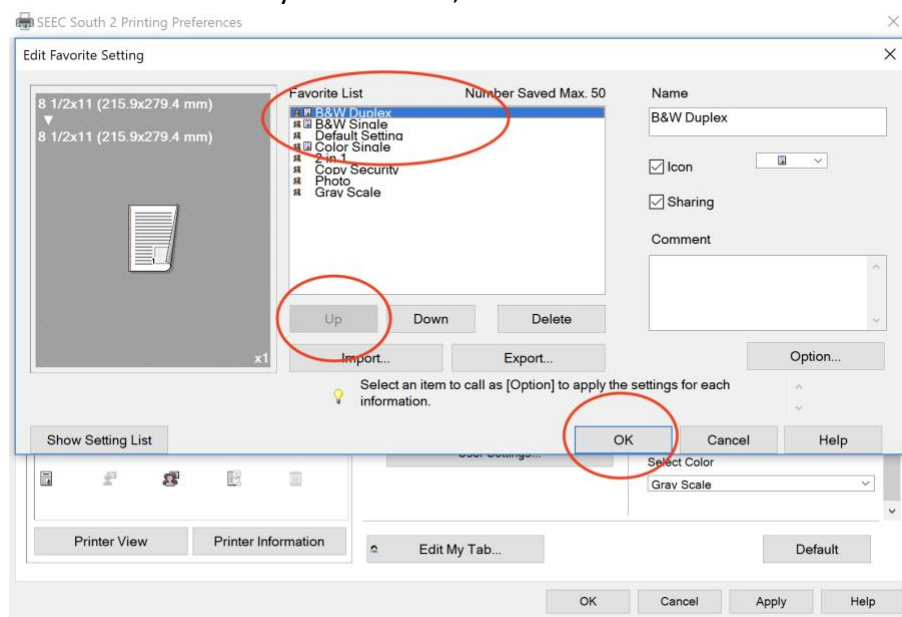 SEEC South 2 Printing Preferences
Edit Favorite Setting
8 1/2x11 (215.9x279.4 mm)
8 1/2x11 (215.9x279.4 mm)
x1
Favorite List Number Saved Max. 50
B&W Duplex
B&W Single
Default Setting
Color Single
2 in 1
Copy Security
Photo
Gray Scale
Up Down Delete
Import... Export...
Name
B&W Duplex
Icon
Sharing
Comment
Option...
Select an item to call as [Option] to apply the settings for each
information.
Show Setting List
OK Cancel Help
User Settings...
Select Color
Gray Scale
Printer View Printer Information
Edit My Tab...
Default
OK Cancel Apply Help